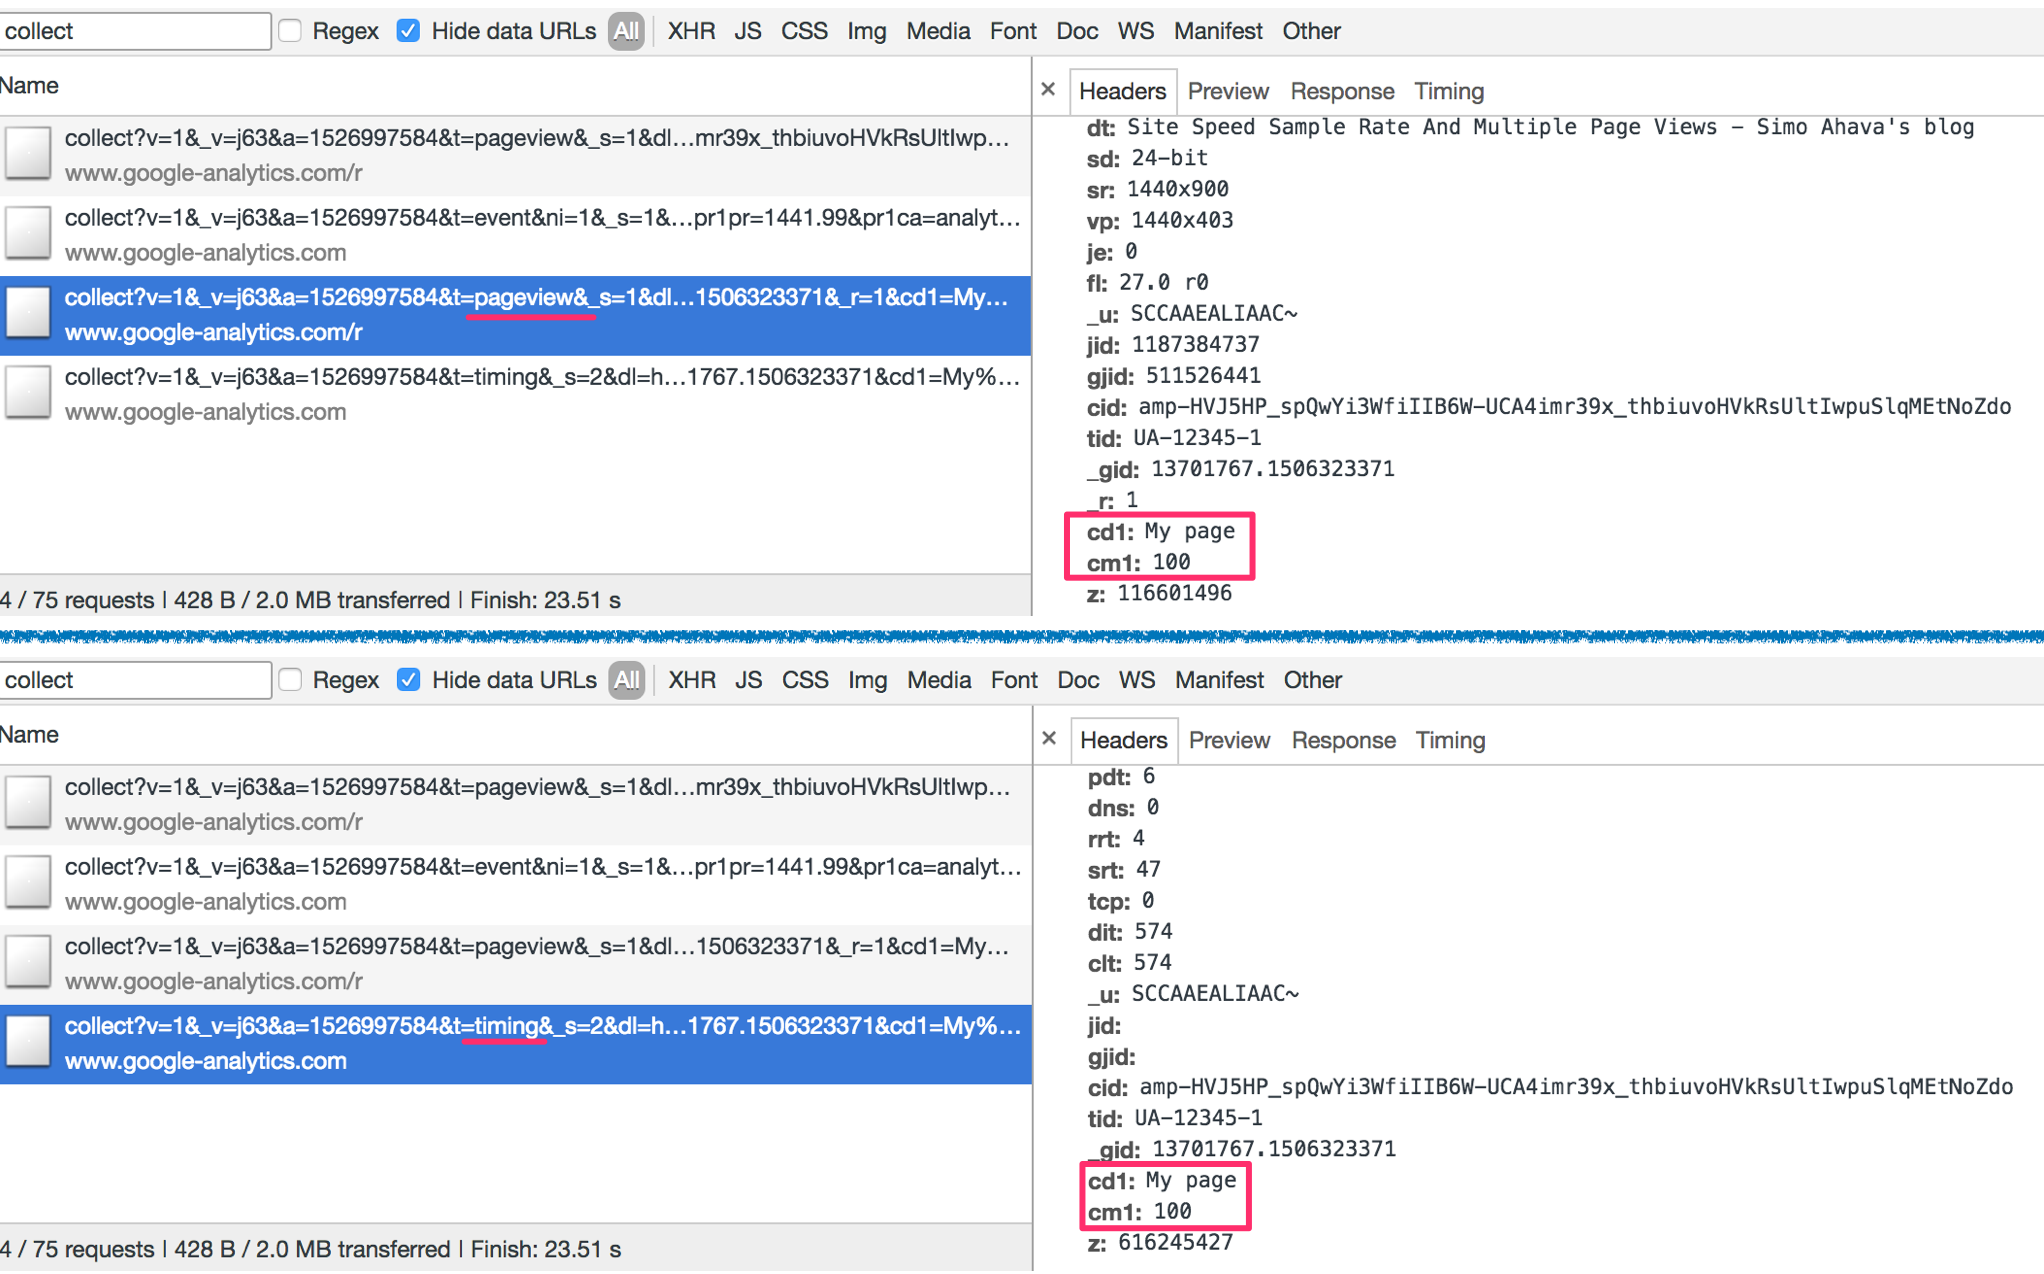 collect Regex Hide data URLs All XHR JS CSS Img Media Font Doc WS Manifest Other
Name
collect?v=1&_v=j63&a=1526997584&t=pageview&_s=1&dl…mr39x_thbiuvoHVkRsUltIwp…
www.google-analytics.com/r
collect?v=1&_v=j63&a=1526997584&t=event&ni=1&_s=1&…pr1pr=1441.99&pr1ca=analyt…
www.google-analytics.com
collect?v=1&_v=j63&a=1526997584&t=pageview&_s=1&dl…1506323371&_r=1&cd1=My…
www.google-analytics.com/r
collect?v=1&_v=j63&a=1526997584&t=timing&_s=2&dl=h…1767.1506323371&cd1=My%…
www.google-analytics.com
4 / 75 requests | 428 B / 2.0 MB transferred | Finish: 23.51 s
× Headers Preview Response Timing
dt: Site Speed Sample Rate And Multiple Page Views – Simo Ahava's blog
sd: 24-bit
sr: 1440x900
vp: 1440x403
je: 0
fl: 27.0 r0
_u: SCCAAEALIAAC~
jid: 1187384737
gjid: 511526441
cid: amp-HVJ5HP_spQwYi3WfiIIB6W-UCA4imr39x_thbiuvoHVkRsUltIwpuSlqMEtNoZdo
tid: UA-12345-1
_gid: 13701767.1506323371
_r: 1
cd1: My page
cm1: 100
z: 116601496
collect Regex Hide data URLs All XHR JS CSS Img Media Font Doc WS Manifest Other
Name
collect?v=1&_v=j63&a=1526997584&t=pageview&_s=1&dl…mr39x_thbiuvoHVkRsUltIwp…
www.google-analytics.com/r
collect?v=1&_v=j63&a=1526997584&t=event&ni=1&_s=1&…pr1pr=1441.99&pr1ca=analyt…
www.google-analytics.com
collect?v=1&_v=j63&a=1526997584&t=pageview&_s=1&dl…1506323371&_r=1&cd1=My…
www.google-analytics.com/r
collect?v=1&_v=j63&a=1526997584&t=timing&_s=2&dl=h…1767.1506323371&cd1=My%…
www.google-analytics.com
4 / 75 requests | 428 B / 2.0 MB transferred | Finish: 23.51 s
× Headers Preview Response Timing
pdt: 6
dns: 0
rrt: 4
srt: 47
tcp: 0
dit: 574
clt: 574
_u: SCCAAEALIAAC~
jid:
gjid:
cid: amp-HVJ5HP_spQwYi3WfiIIB6W-UCA4imr39x_thbiuvoHVkRsUltIwpuSlqMEtNoZdo
tid: UA-12345-1
_gid: 13701767.1506323371
cd1: My page
cm1: 100
z: 616245427